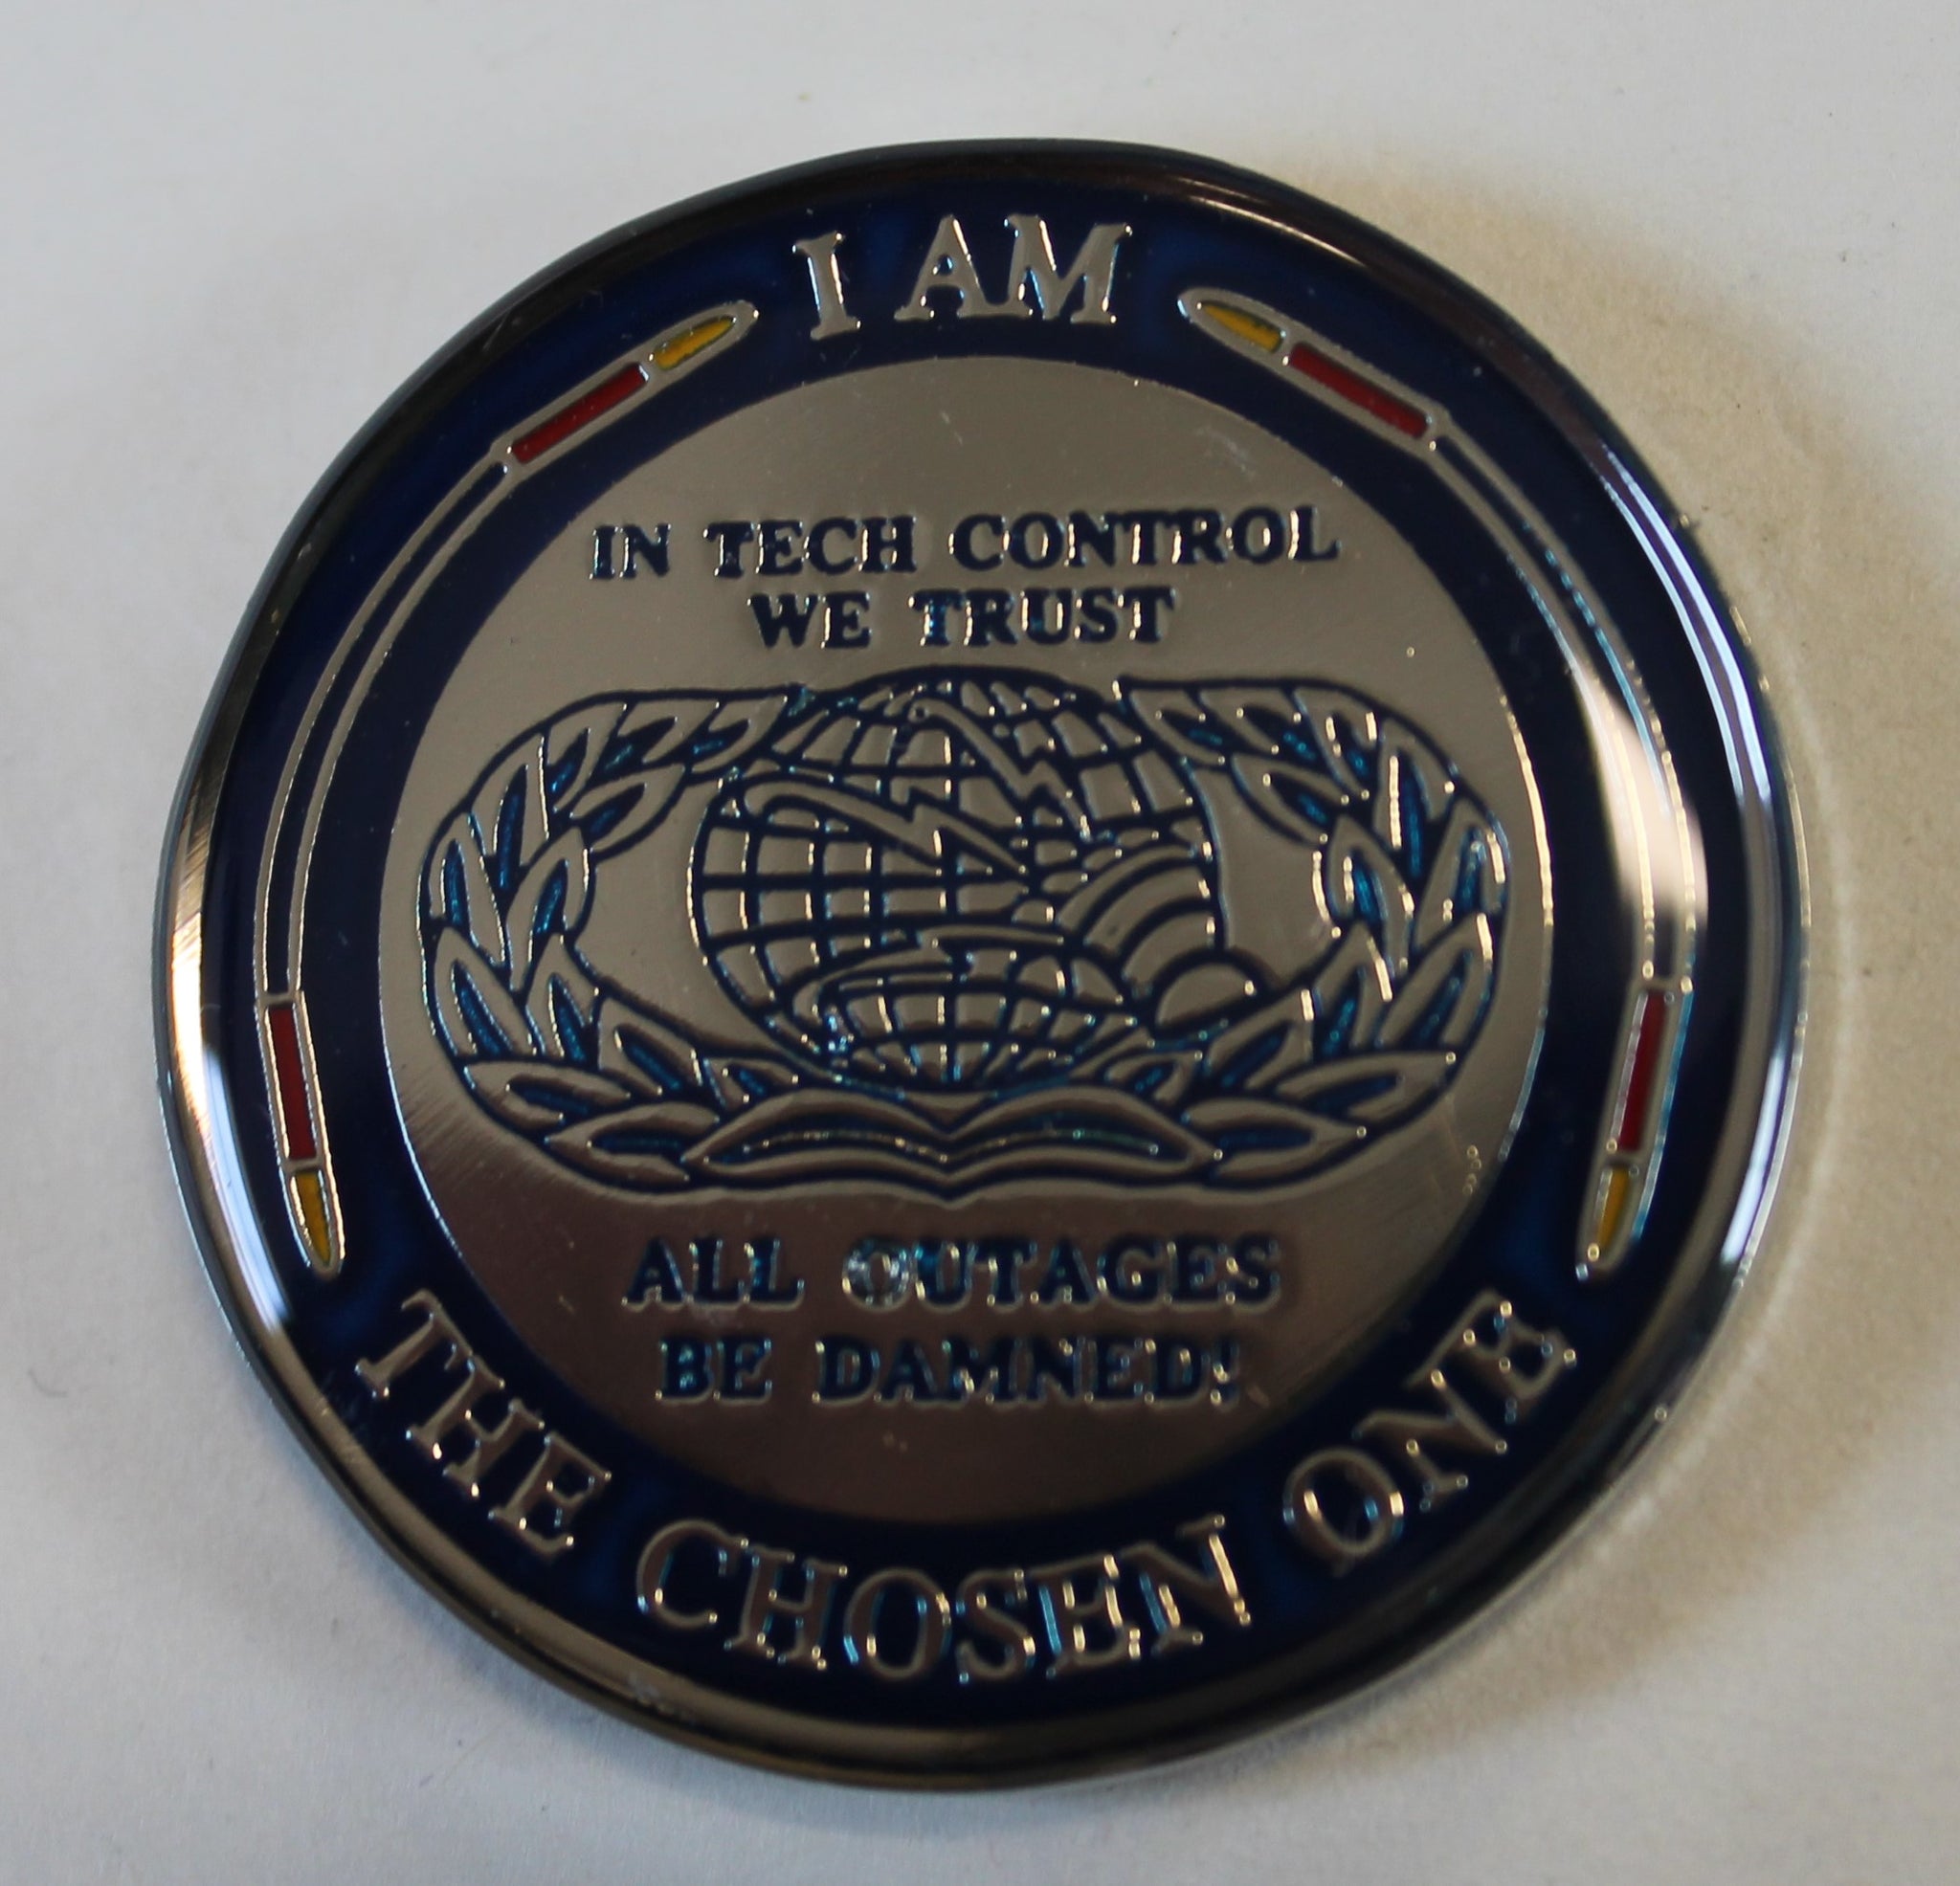 I AM
IN TECH CONTROL
WE TRUST
ALL OUTAGES
BE DAMNED!
THE CHOSEN ONE